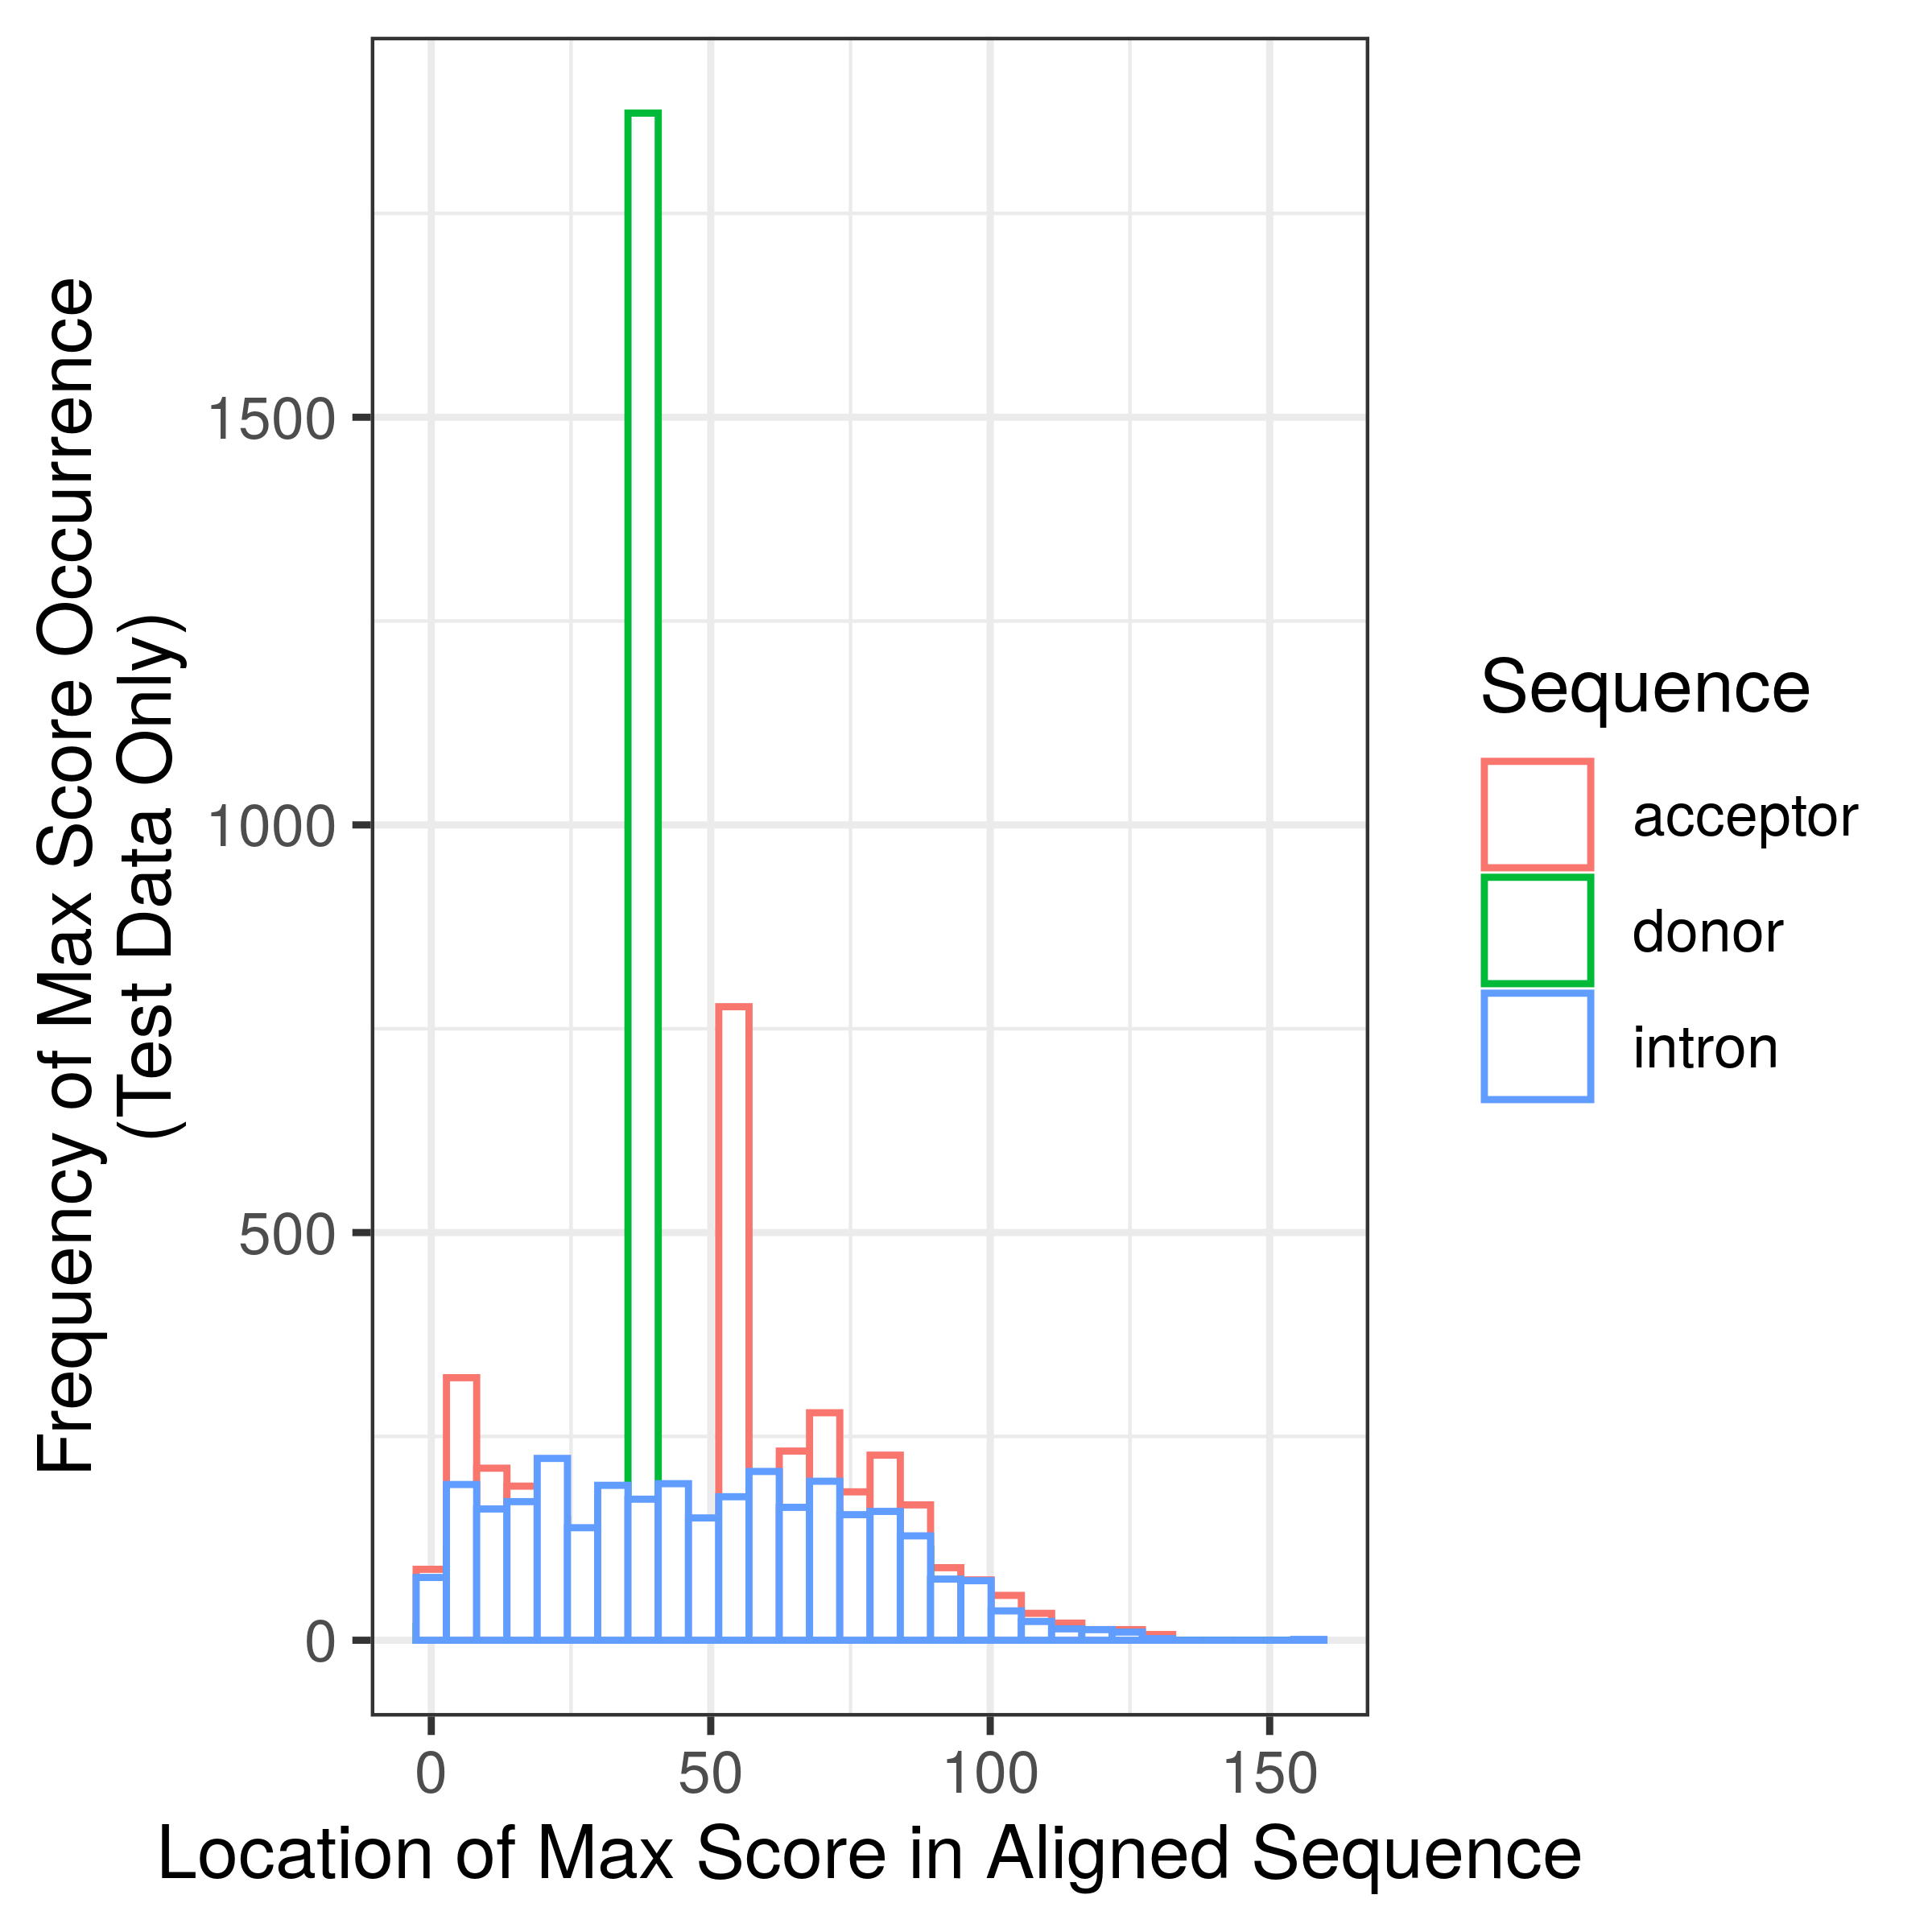 Frequency of Max Score Occurrence
(Test Data Only)
1500
1000
500
0
0
50
100
150
Location of Max Score in Aligned Sequence
Sequence
acceptor
donor
intron